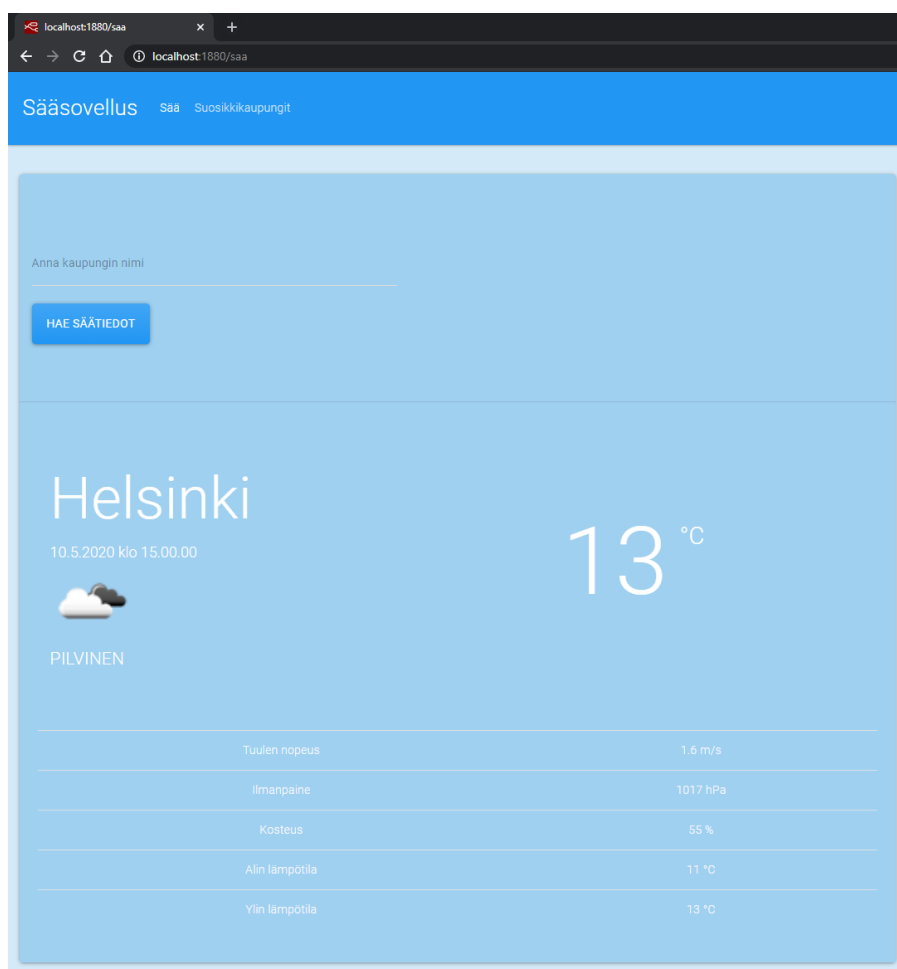 localhost:1880/saa
localhost:1880/saa
Sääsovellus Sää Suosikkikaupungit
Anna kaupungin nimi
HAE SÄÄTIEDOT
Helsinki
10.5.2020 klo 15.00.00
13 °C
PILVINEN
Tuulen nopeus 1.6 m/s
Ilmanpaine 1017 hPa
Kosteus 55 %
Alin lämpötila 11 °C
Ylin lämpötila 13 °C